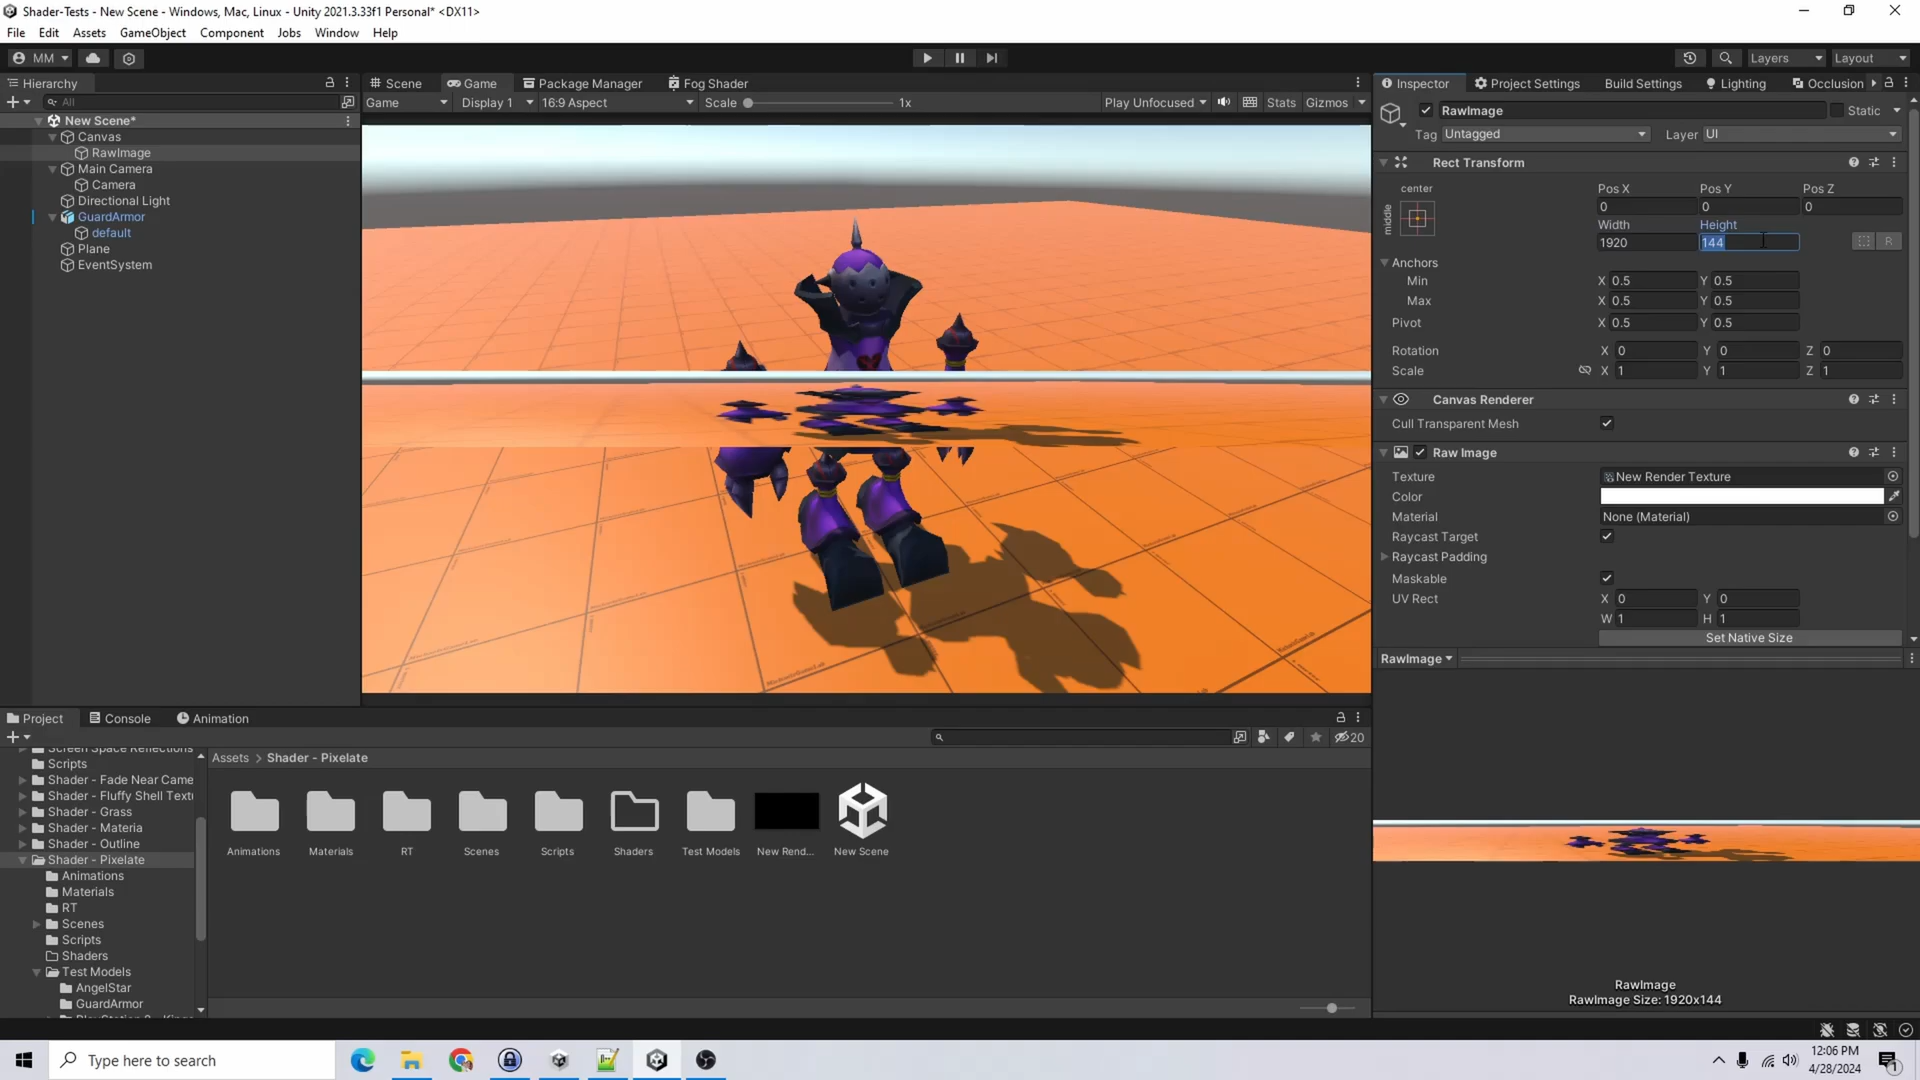 Shader-Tests - New Scene - Windows, Mac, Linux - Unity 2021.3.33f1 Personal* <DX11>
File Edit Assets GameObject Component Jobs Window Help
MM Layers Layout
Hierarchy
All
New Scene*
Canvas
RawImage
Main Camera
Camera
Directional Light
GuardArmor
default
Plane
EventSystem
Scene Game Package Manager Fog Shader
Game Display 1 16:9 Aspect Scale 1x Play Unfocused Stats Gizmos
Inspector Project Settings Build Settings Lighting Occlusion
RawImage Static
Tag Untagged Layer UI
Rect Transform
center
middle
Pos X Pos Y Pos Z
0 0 0
Width Height
1920 144 R
Anchors
Min X 0.5 Y 0.5
Max X 0.5 Y 0.5
Pivot X 0.5 Y 0.5
Rotation X 0 Y 0 Z 0
Scale X 1 Y 1 Z 1
Canvas Renderer
Cull Transparent Mesh
Raw Image
Texture New Render Texture
Color
Material None (Material)
Raycast Target
Raycast Padding
Maskable
UV Rect X 0 Y 0
W 1 H 1
Set Native Size
RawImage
RawImage
RawImage Size: 1920x144
Project Console Animation
20
Screen Space Reflections
Scripts
Shader - Fade Near Came
Shader - Fluffy Shell Text
Shader - Grass
Shader - Materia
Shader - Outline
Shader - Pixelate
Animations
Materials
RT
Scenes
Scripts
Shaders
Test Models
AngelStar
GuardArmor
Assets > Shader - Pixelate
Animations Materials RT Scenes Scripts Shaders Test Models New Rend... New Scene
Type here to search
12:06 PM
4/28/2024
1